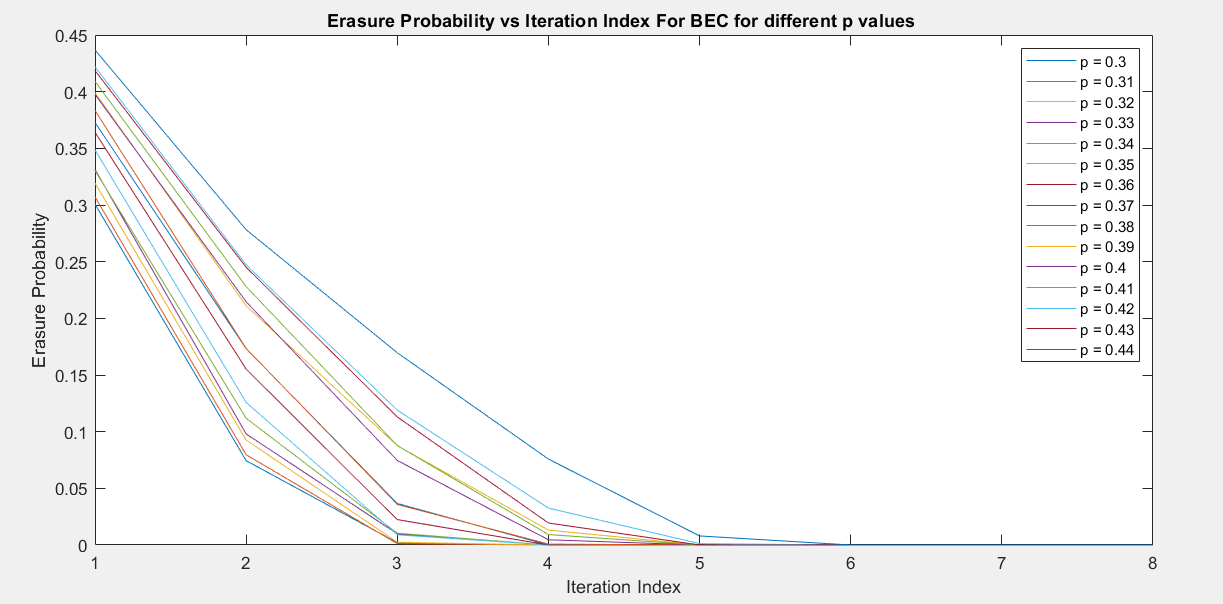 Erasure Probability vs Iteration Index For BEC for different p values
0.45
0.4
0.35
0.3
0.25
0.2
0.15
0.1
0.05
0
Erasure Probability
1 2 3 4 5 6 7 8
Iteration Index
p = 0.3
p = 0.31
p = 0.32
p = 0.33
p = 0.34
p = 0.35
p = 0.36
p = 0.37
p = 0.38
p = 0.39
p = 0.4
p = 0.41
p = 0.42
p = 0.43
p = 0.44